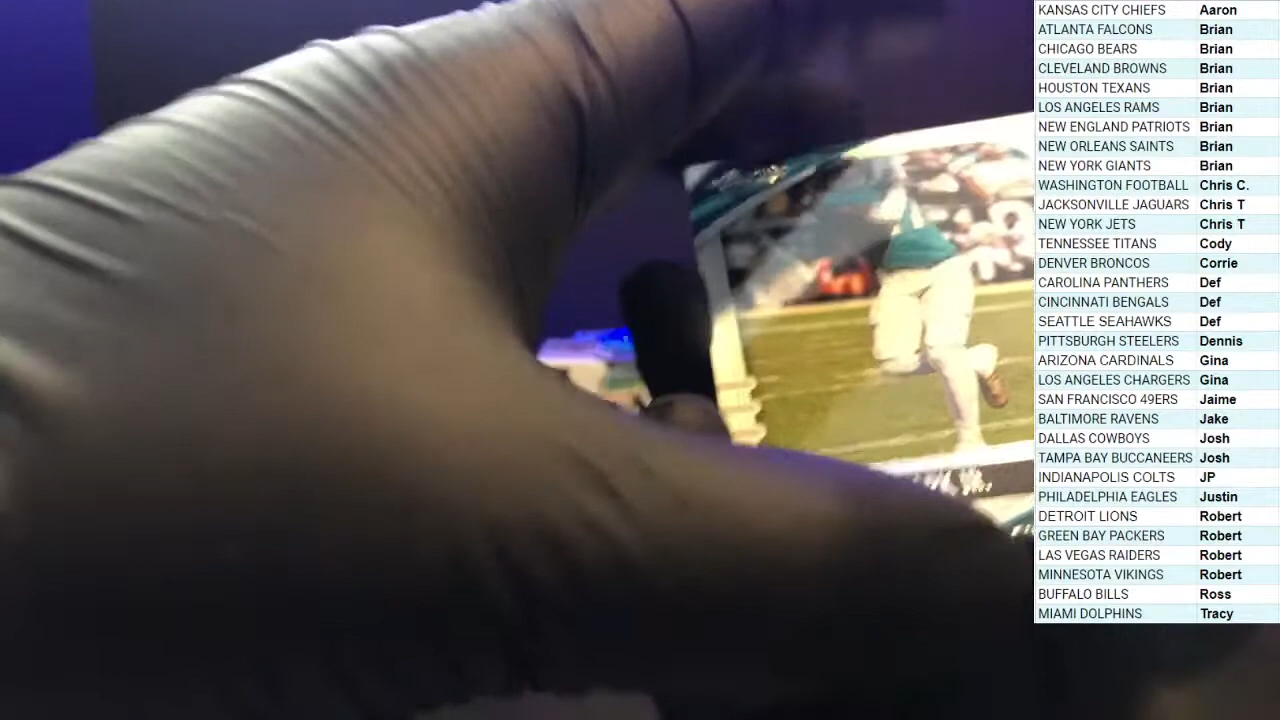 KANSAS CITY CHIEFS Aaron
ATLANTA FALCONS Brian
CHICAGO BEARS Brian
CLEVELAND BROWNS Brian
HOUSTON TEXANS Brian
LOS ANGELES RAMS Brian
NEW ENGLAND PATRIOTS Brian
NEW ORLEANS SAINTS Brian
NEW YORK GIANTS Brian
WASHINGTON FOOTBALL Chris C.
JACKSONVILLE JAGUARS Chris T
NEW YORK JETS Chris T
TENNESSEE TITANS Cody
DENVER BRONCOS Corrie
CAROLINA PANTHERS Def
CINCINNATI BENGALS Def
SEATTLE SEAHAWKS Def
PITTSBURGH STEELERS Dennis
ARIZONA CARDINALS Gina
LOS ANGELES CHARGERS Gina
SAN FRANCISCO 49ERS Jaime
BALTIMORE RAVENS Jake
DALLAS COWBOYS Josh
TAMPA BAY BUCCANEERS Josh
INDIANAPOLIS COLTS JP
PHILADELPHIA EAGLES Justin
DETROIT LIONS Robert
GREEN BAY PACKERS Robert
LAS VEGAS RAIDERS Robert
MINNESOTA VIKINGS Robert
BUFFALO BILLS Ross
MIAMI DOLPHINS Tracy